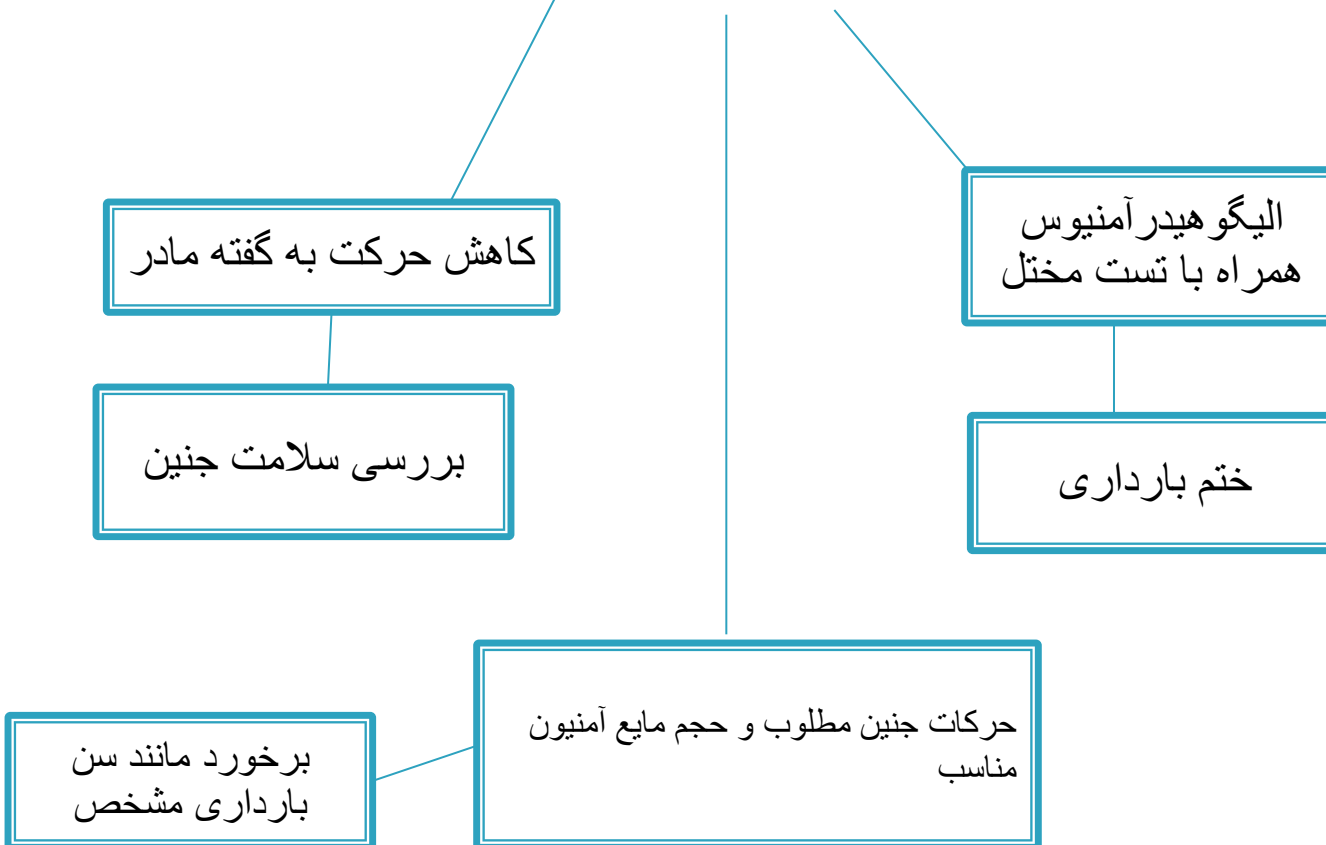 الیگوهیدرآمنیوس
همراه با تست مختل
کاهش حرکت به گفته مادر
ختم بارداری
بررسی سلامت جنین
حرکات جنین مطلوب و حجم مایع آمنیون
مناسب
برخورد مانند سن
بارداری مشخص